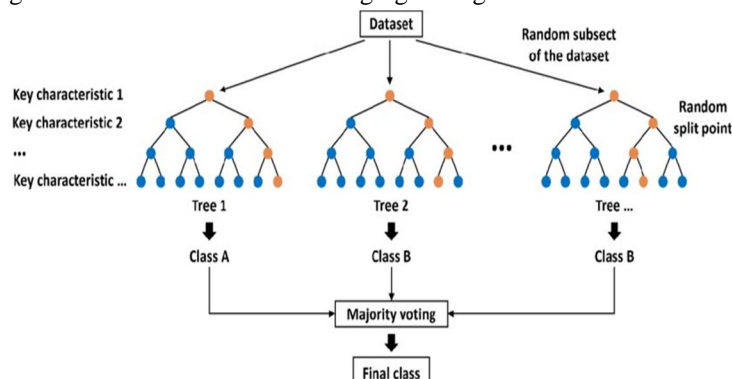 Dataset
Random subsect
of the dataset
Key characteristic 1
Key characteristic 2
...
Key characteristic ...
Random
split point
...
Tree 1
Tree 2
Tree ...
Class A
Class B
Class B
Majority voting
Final class